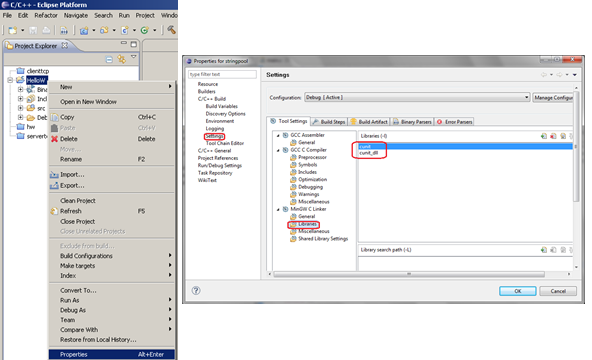 C/C++ - Eclipse Platform
File Edit Refactor Navigate Search Project Window
Project Explorer
clienttcp
HelloW
Bina
Incl
src
Deb
hw
serverto
New
Open in New Window
Copy Ctrl+C
Paste Ctrl+V
Delete Delete
Move...
Rename F2
Import...
Export...
Clean Project
Refresh F5
Close Project
Close Unrelated Projects
Exclude from build...
Build Configurations
Make targets
Index
Convert To...
Run As
Debug As
Team
Compare With
Restore from Local History...
Properties Alt+Enter
Properties for stringpool
type filter text
Resource
Builders
C/C++ Build
Build Variables
Discovery Options
Environment
Logging
Settings
Tool Chain Editor
C/C++ General
Project References
Run/Debug Settings
Task Repository
WikiText
Settings
Configuration: Debug [ Active ] Manage Configur
Tool Settings Build Steps Build Artifact Binary Parsers Error Parsers
GCC Assembler
General
GCC C Compiler
Preprocessor
Symbols
Includes
Optimization
Debugging
Warnings
Miscellaneous
MinGW C Linker
General
Libraries
Miscellaneous
Shared Library Settings
Libraries (-l)
cunit
cunit_dll
Library search path (-L)
OK Cancel